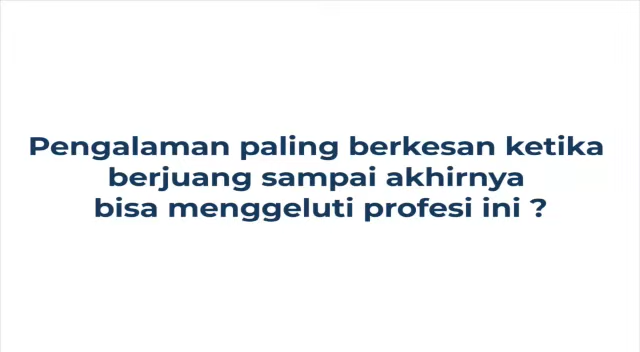 Pengalaman paling berkesan ketika
berjuang sampai akhirnya
bisa menggeluti profesi ini ?